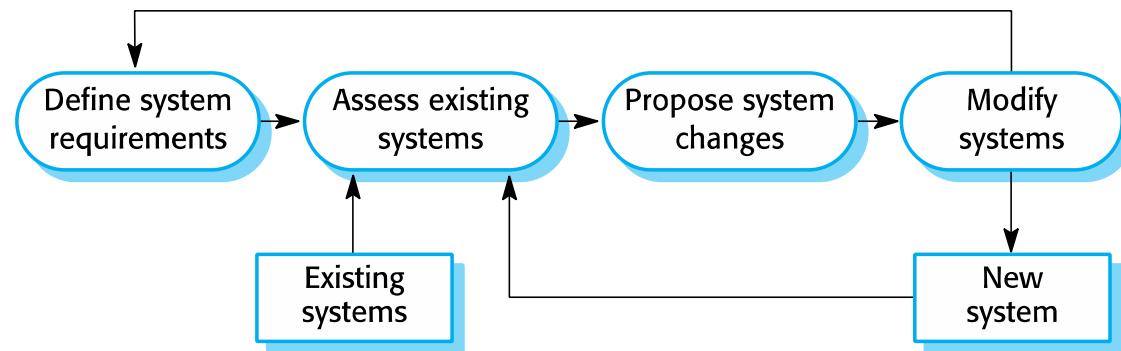 Define system
requirements
Assess existing
systems
Propose system
changes
Modify
systems
Existing
systems
New
system